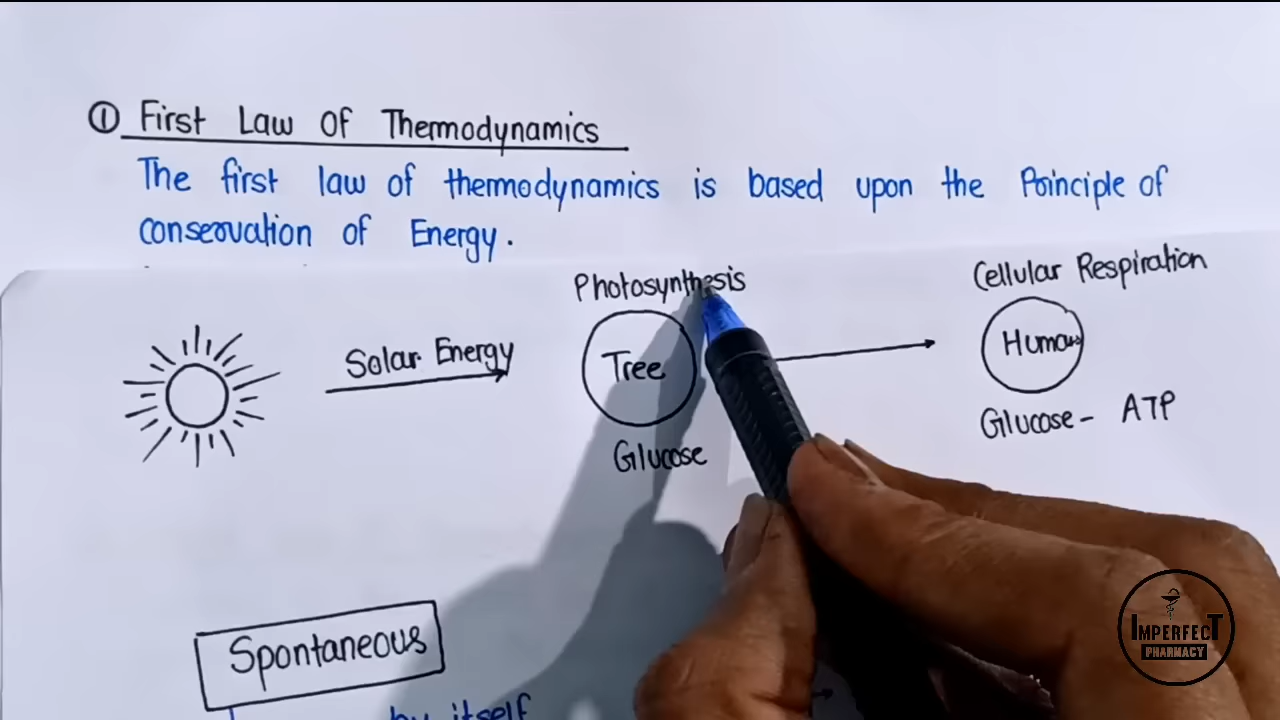 ① First Law Of Thermodynamics
The first law of thermodynamics is based upon the Principle of
conservation of Energy.
Photosynthesis
Cellular Respiration
Solar Energy
Tree
Human
Glucose
Glucose - ATP
Spontaneous
by itself
IMPERFECT
PHARMACY